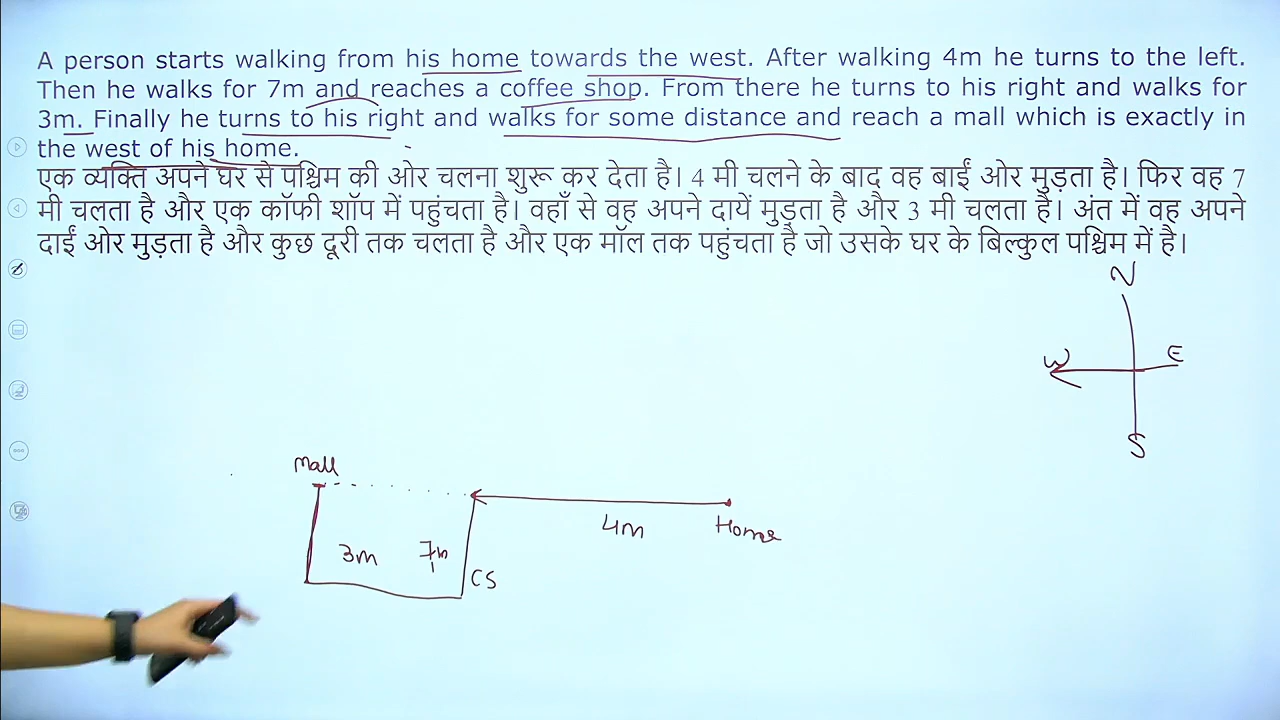 A person starts walking from his home towards the west. After walking 4m he turns to the left.
Then he walks for 7m and reaches a coffee shop. From there he turns to his right and walks for
3m. Finally he turns to his right and walks for some distance and reach a mall which is exactly in
the west of his home.
एक व्यक्ति अपने घर से पश्चिम की ओर चलना शुरू कर देता है। 4 मी चलने के बाद वह बाईं ओर मुड़ता है। फिर वह 7
मी चलता है और एक कॉफी शॉप में पहुंचता है। वहाँ से वह अपने दायें मुड़ता है और 3 मी चलता है। अंत में वह अपने
दाईं ओर मुड़ता है और कुछ दूरी तक चलता है और एक मॉल तक पहुंचता है जो उसके घर के बिल्कुल पश्चिम में है।
N
W E
S
Mall
4m Home
3m 7m
CS